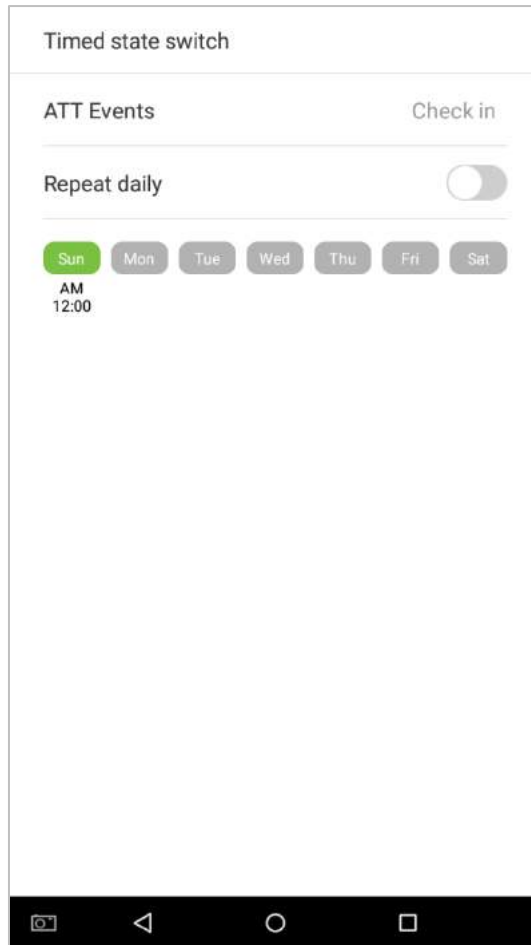 Timed state switch
ATT Events Check in
Repeat daily
Sun Mon Tue Wed Thu Fri Sat
AM
12:00